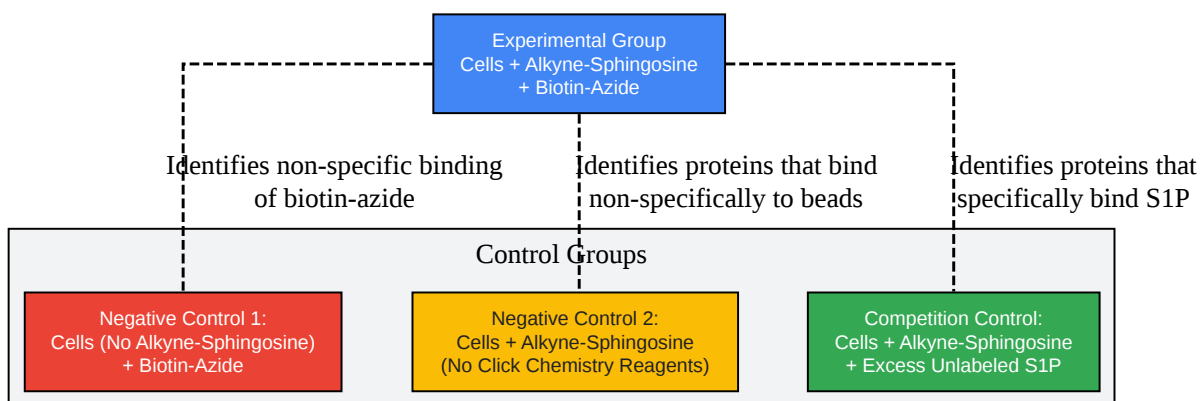 Experimental Group
Cells + Alkyne-Sphingosine
+ Biotin-Azide
Identifies non-specific binding
of biotin-azide
Identifies proteins that bind
non-specifically to beads
Identifies proteins that
specifically bind S1P
Control Groups
Negative Control 1:
Cells (No Alkyne-Sphingosine)
+ Biotin-Azide
Negative Control 2:
Cells + Alkyne-Sphingosine
(No Click Chemistry Reagents)
Competition Control:
Cells + Alkyne-Sphingosine
+ Excess Unlabeled S1P